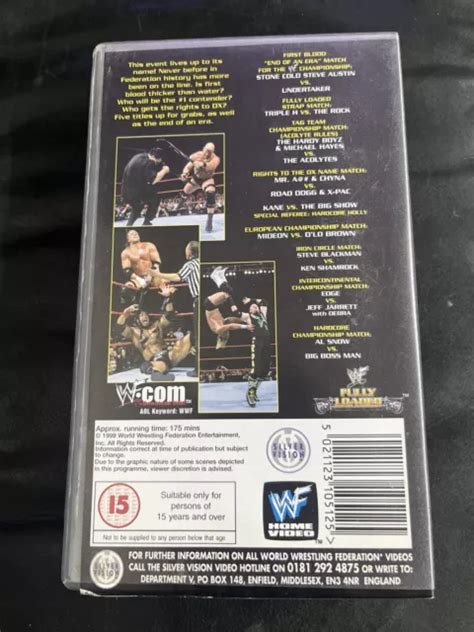 This event lives up to its
name! Never before in
Federation history has more
been on the line. Is first
blood thicker than water?
Who will be the #1 contender?
Who gets the rights to DX?
Five titles up for grabs, as well
as the end of an era.
FIRST BLOOD
"END OF AN ERA" MATCH
FOR THE WF CHAMPIONSHIP:
STONE COLD STEVE AUSTIN
VS.
UNDERTAKER
FULLY LOADED
STRAP MATCH:
TRIPLE H VS. THE ROCK
TAG TEAM
CHAMPIONSHIP MATCH:
(ACOLYTE RULES)
THE HARDY BOYZ
& MICHAEL HAYES
VS.
THE ACOLYTES
RIGHTS TO THE DX NAME MATCH:
MR. A@# & CHYNA
VS.
ROAD DOGG & X-PAC
KANE VS. THE BIG SHOW
SPECIAL REFEREE: HARDCORE HOLLY
EUROPEAN CHAMPIONSHIP MATCH:
MIDEON VS. D'LO BROWN
IRON CIRCLE MATCH:
STEVE BLACKMAN
VS.
KEN SHAMROCK
INTERCONTINENTAL
CHAMPIONSHIP MATCH:
EDGE
VS.
JEFF JARRETT
with DEBRA
HARDCORE
CHAMPIONSHIP MATCH:
AL SNOW
VS.
BIG BOSS MAN
WF.com
AOL Keyword: WWF
WF
FULLY
LOADED
Approx. running time: 175 mins
© 1999 World Wrestling Federation Entertainment,
Inc. All Rights Reserved.
Information correct at time of publication but subject
to change.
Due to the graphic nature of some scenes depicted
in this programme, viewer discretion is advised.
SILVER
VISION
15
Suitable only for
persons of
15 years and over
Not to be supplied to any person below that age.
WF
HOME
VIDEO
5 021123 105125
FOR FURTHER INFORMATION ON ALL WORLD WRESTLING FEDERATION VIDEOS
CALL THE SILVER VISION VIDEO HOTLINE ON 0181 292 4875 OR WRITE TO:
DEPARTMENT V, PO BOX 148, ENFIELD, MIDDLESEX, EN3 4NR ENGLAND